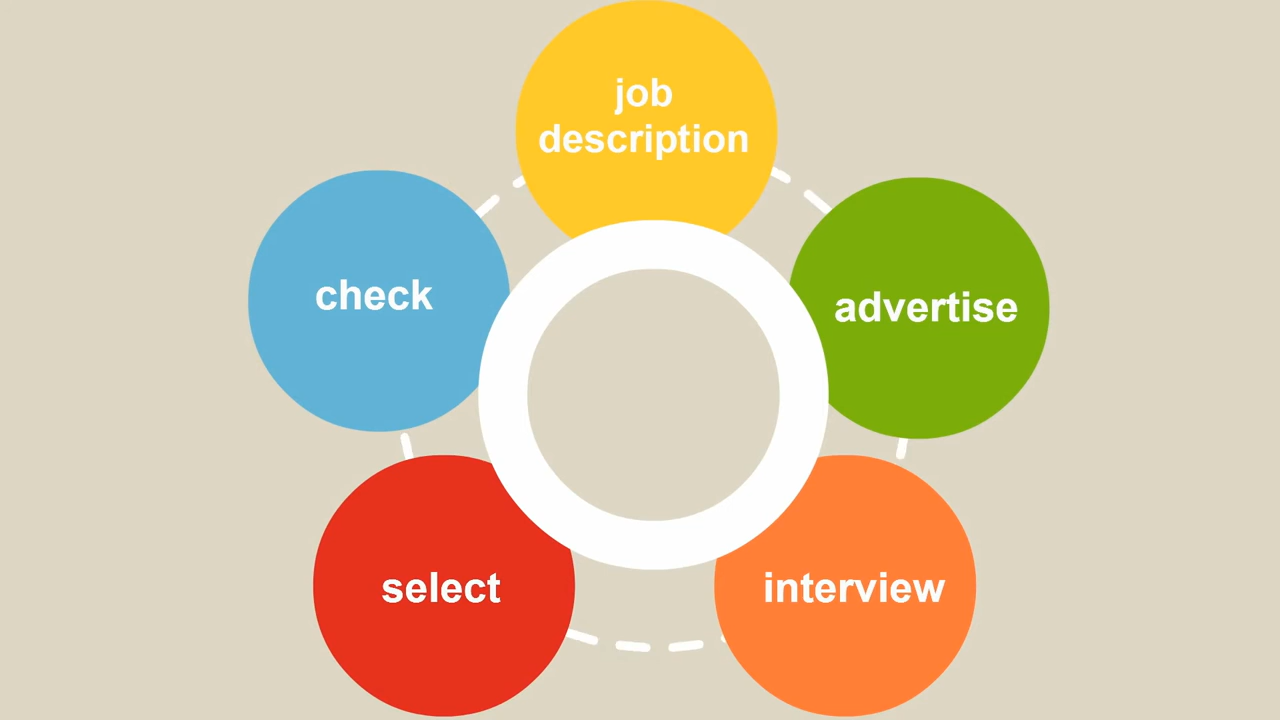 job
description
advertise
interview
select
check